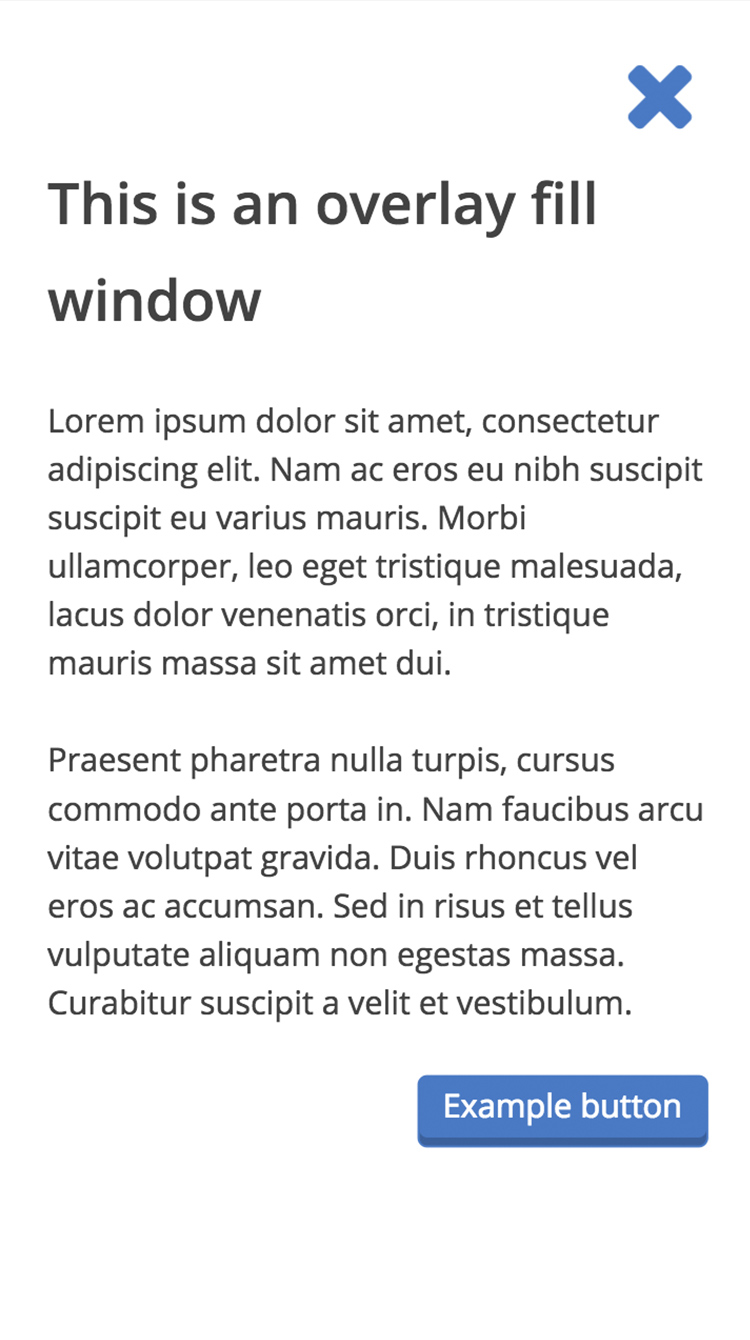 This is an overlay fill
window
Lorem ipsum dolor sit amet, consectetur
adipiscing elit. Nam ac eros eu nibh suscipit
suscipit eu varius mauris. Morbi
ullamcorper, leo eget tristique malesuada,
lacus dolor venenatis orci, in tristique
mauris massa sit amet dui.
Praesent pharetra nulla turpis, cursus
commodo ante porta in. Nam faucibus arcu
vitae volutpat gravida. Duis rhoncus vel
eros ac accumsan. Sed in risus et tellus
vulputate aliquam non egestas massa.
Curabitur suscipit a velit et vestibulum.
Example button